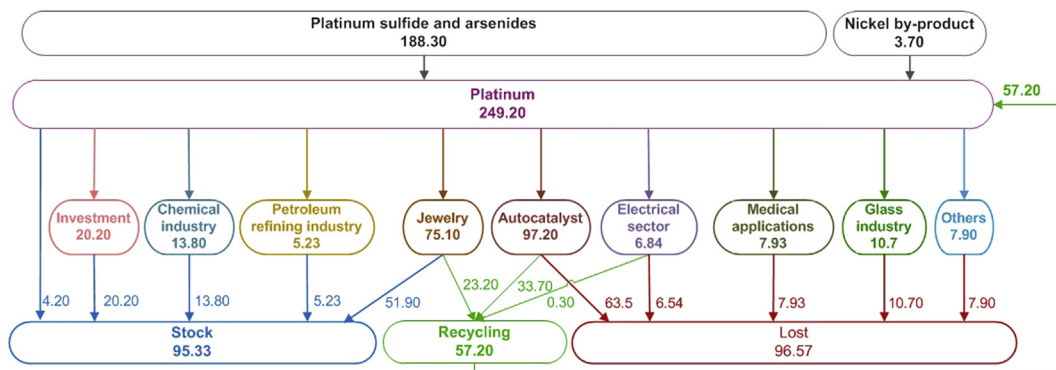 Platinum sulfide and arsenides
188.30
Nickel by-product
3.70
Platinum
249.20
57.20
Investment
20.20
Chemical
industry
13.80
Petroleum
refining industry
5.23
Jewelry
75.10
Autocatalyst
97.20
Electrical
sector
6.84
Medical
applications
7.93
Glass
industry
10.7
Others
7.90
4.20
20.20
13.80
5.23
51.90
23.20
33.70
0.30
63.5
6.54
7.93
10.70
7.90
Stock
95.33
Recycling
57.20
Lost
96.57